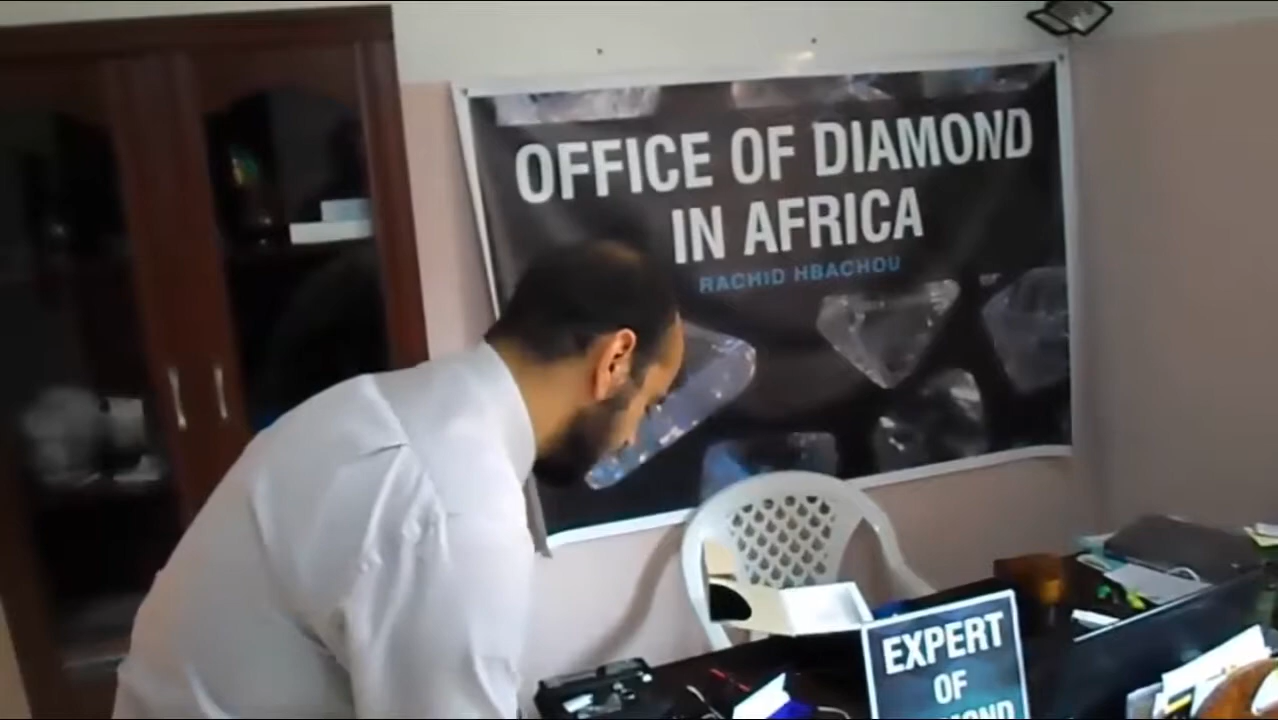 OFFICE OF DIAMOND
IN AFRICA
RACHID HBACHOU
EXPERT
OF